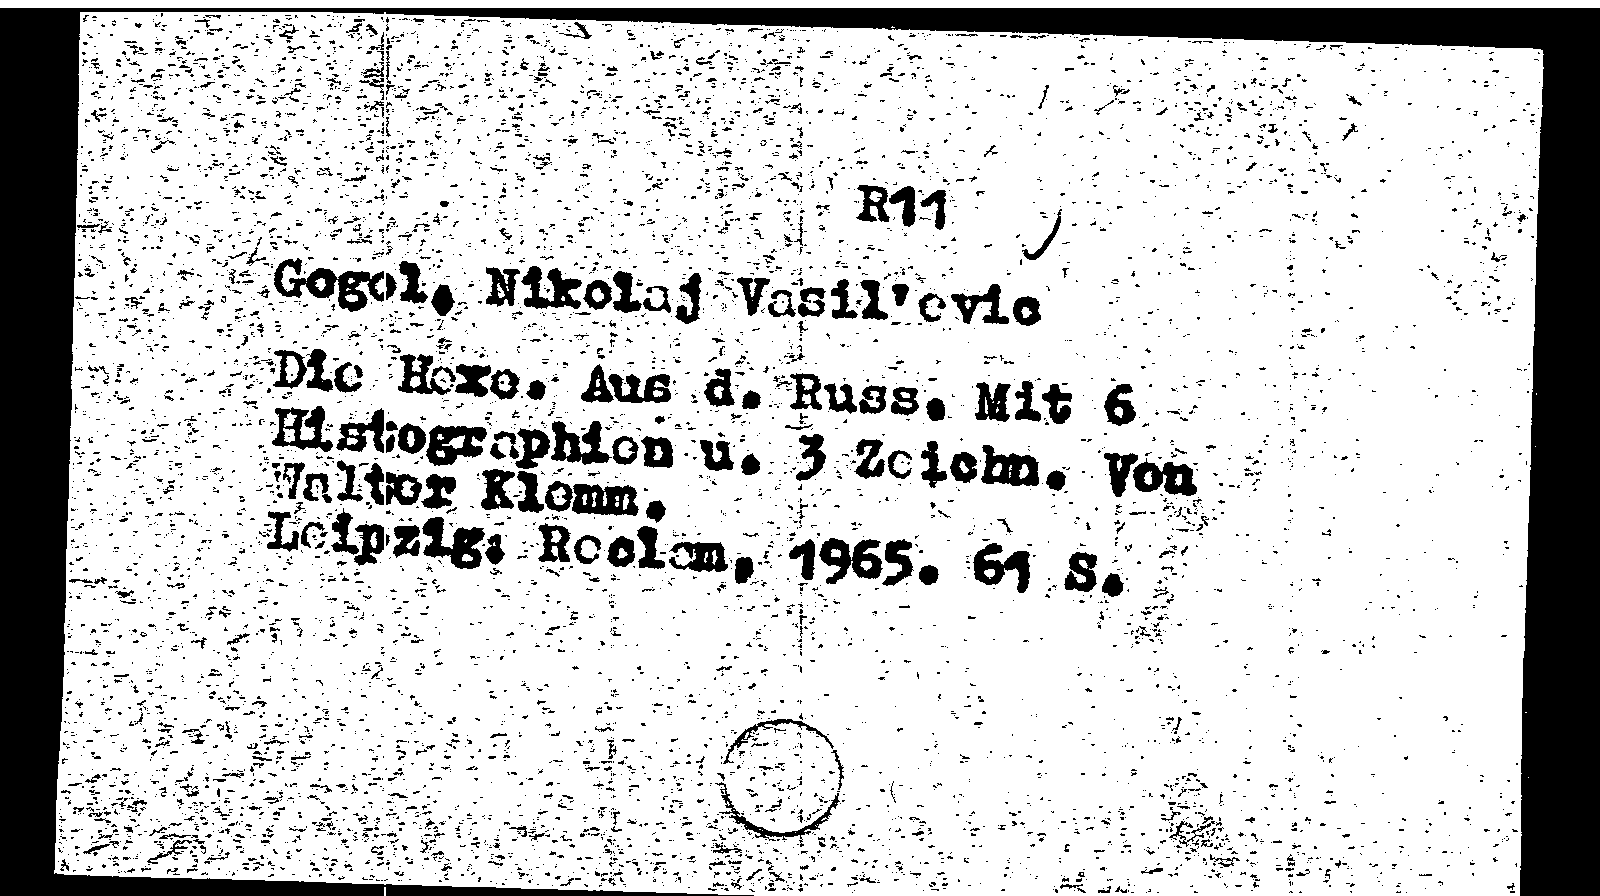 R11
Gogol, Nikolaj Vasil'evic
Die Hexe. Aus d. Russ. Mit 6
Histographien u. 3 Zeichn. Von
Walter Klemm.
Leipzig: Reclam, 1965. 61 S.